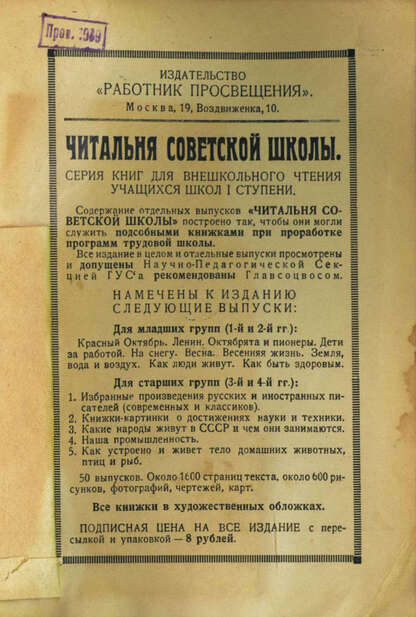 Пров. 1939
ИЗДАТЕЛЬСТВО
«РАБОТНИК ПРОСВЕЩЕНИЯ».
Москва, 19, Воздвиженка, 10.
ЧИТАЛЬНЯ СОВЕТСКОЙ ШКОЛЫ.
СЕРИЯ КНИГ ДЛЯ ВНЕШКОЛЬНОГО ЧТЕНИЯ
УЧАЩИХСЯ ШКОЛ I СТУПЕНИ.
Содержание отдельных выпусков «ЧИТАЛЬНЯ СО-
ВЕТСКОЙ ШКОЛЫ» построено так, чтобы они могли
служить подсобными книжками при проработке
программ трудовой школы.
Все издание в целом и отдельные выпуски просмотрены
и допущены Научно-Педагогической Сек-
цией ГУС'а рекомендованы Главсоцвосом.
НАМЕЧЕНЫ К ИЗДАНИЮ
СЛЕДУЮЩИЕ ВЫПУСКИ:
Для младших групп (1-й и 2-й гг.):
Красный Октябрь. Ленин. Октябрята и пионеры. Дети
за работой. На снегу. Весна. Весенняя жизнь. Земля,
вода и воздух. Как люди живут. Как быть здоровым.
Для старших групп (3-й и 4-й гг.):
1. Избранные произведения русских и иностранных пи-
сателей (современных и классиков).
2. Книжки-картинки о достижениях науки и техники.
3. Какие народы живут в СССР и чем они занимаются.
4. Наша промышленность.
5. Как устроено и живет тело домашних животных,
птиц и рыб.
50 выпусков. Около 1600 страниц текста, около 600 ри-
сунков, фотографий, чертежей, карт.
Все книжки в художественных обложках.
ПОДПИСНАЯ ЦЕНА НА ВСЕ ИЗДАНИЕ с пере-
сылкой и упаковкой — 8 рублей.